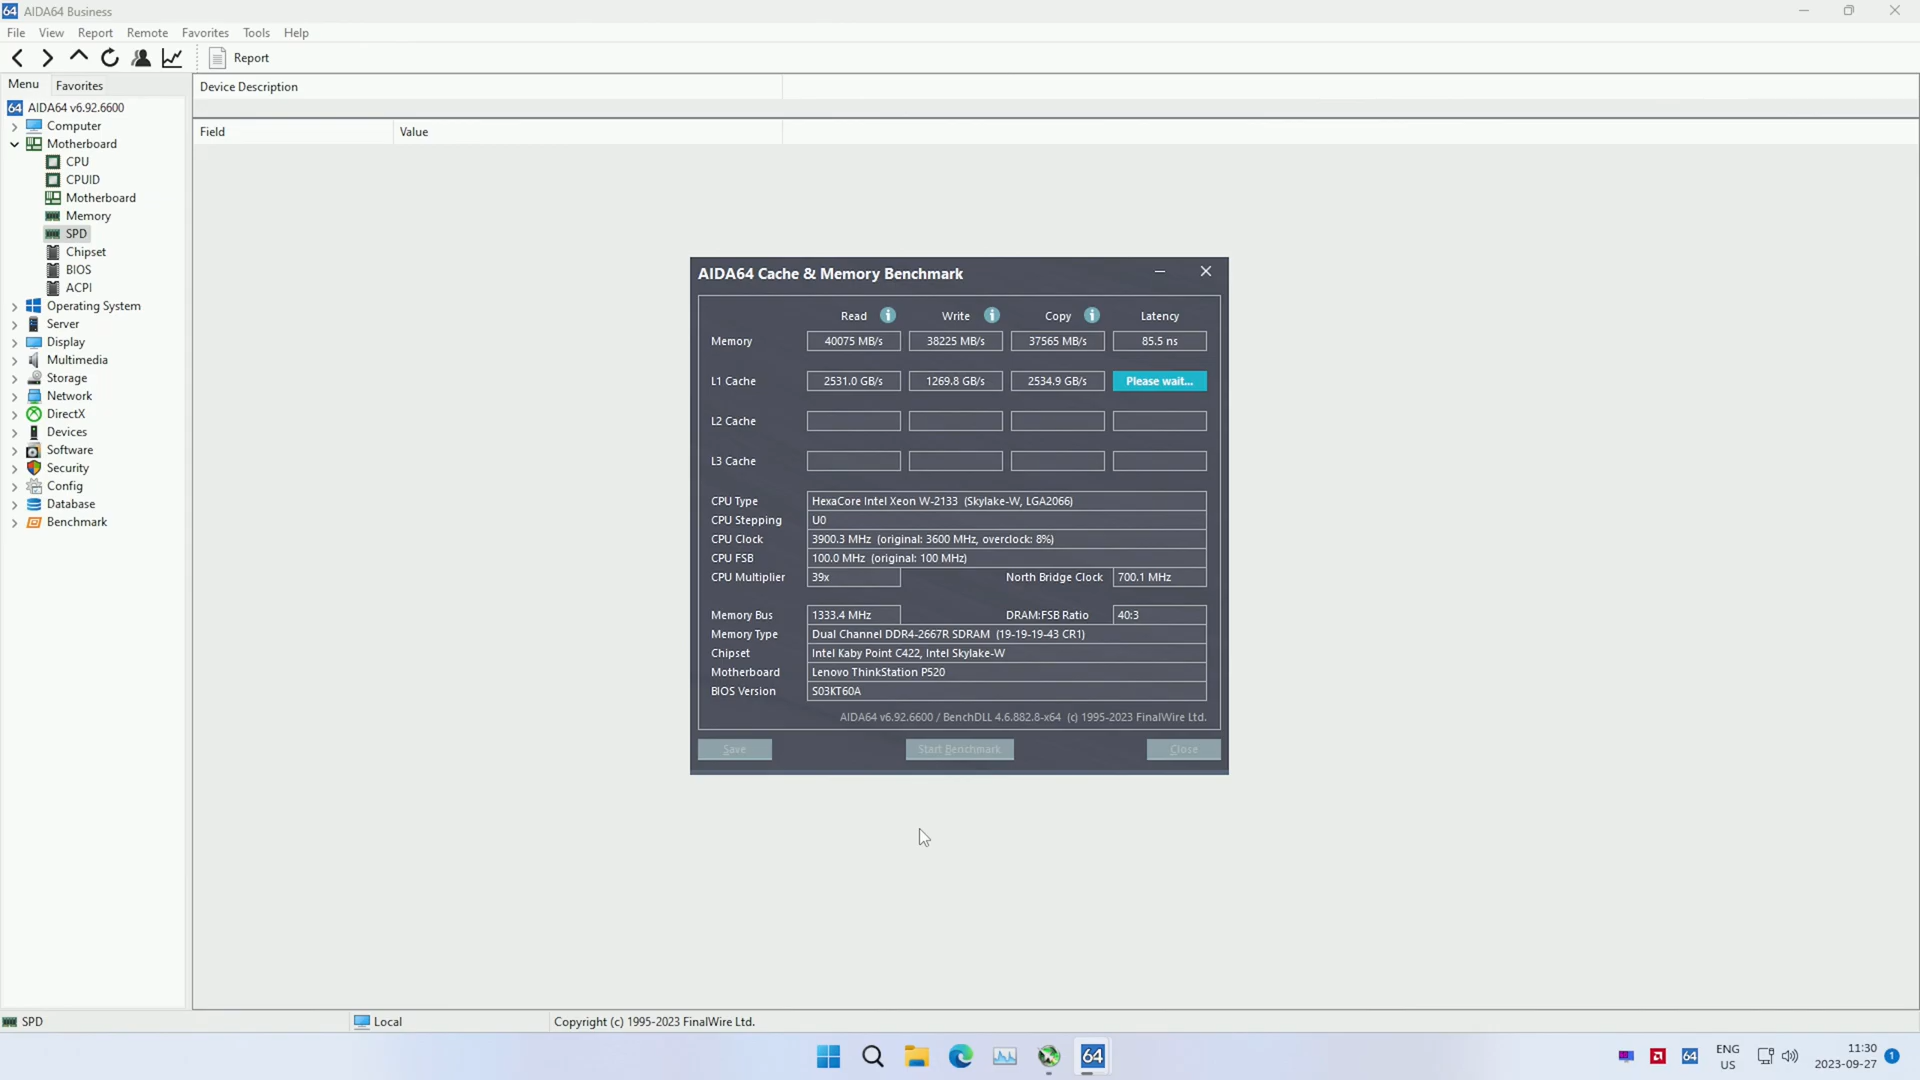 64 AIDA64 Business
File View Report Remote Favorites Tools Help
Report
Menu Favorites
Device Description
64 AIDA64 v6.92.6600
Field Value
Computer
Motherboard
CPU
CPUID
Motherboard
Memory
SPD
Chipset
BIOS
ACPI
Operating System
Server
Display
Multimedia
Storage
Network
DirectX
Devices
Software
Security
Config
Database
Benchmark
AIDA64 Cache & Memory Benchmark
Read i Write i Copy i Latency
Memory 40075 MB/s 38225 MB/s 37565 MB/s 85.5 ns
L1 Cache 2531.0 GB/s 1269.8 GB/s 2534.9 GB/s Please wait...
L2 Cache
L3 Cache
CPU Type HexaCore Intel Xeon W-2133 (Skylake-W, LGA2066)
CPU Stepping U0
CPU Clock 3900.3 MHz (original: 3600 MHz, overclock: 8%)
CPU FSB 100.0 MHz (original: 100 MHz)
CPU Multiplier 39x North Bridge Clock 700.1 MHz
Memory Bus 1333.4 MHz DRAM:FSB Ratio 40:3
Memory Type Dual Channel DDR4-2667R SDRAM (19-19-19-43 CR1)
Chipset Intel Kaby Point C422, Intel Skylake-W
Motherboard Lenovo ThinkStation P520
BIOS Version S03KT60A
AIDA64 v6.92.6600 / BenchDLL 4.6.882.8-x64 (c) 1995-2023 FinalWire Ltd.
Save Start Benchmark Close
SPD Local Copyright (c) 1995-2023 FinalWire Ltd.
64 64 ENG 11:30 1
US 2023-09-27